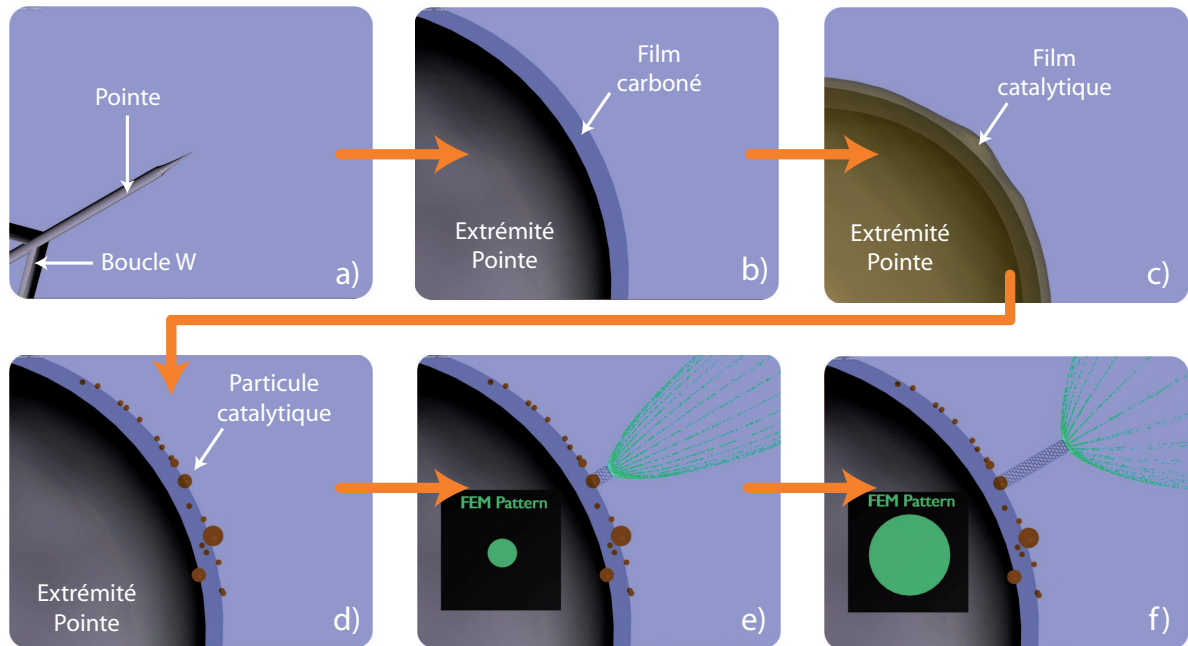 Pointe
Boucle W
a)
Film
carboné
Extrémité
Pointe
b)
Film
catalytique
Extrémité
Pointe
c)
Particule
catalytique
Extrémité
Pointe
d)
FEM Pattern
e)
FEM Pattern
f)